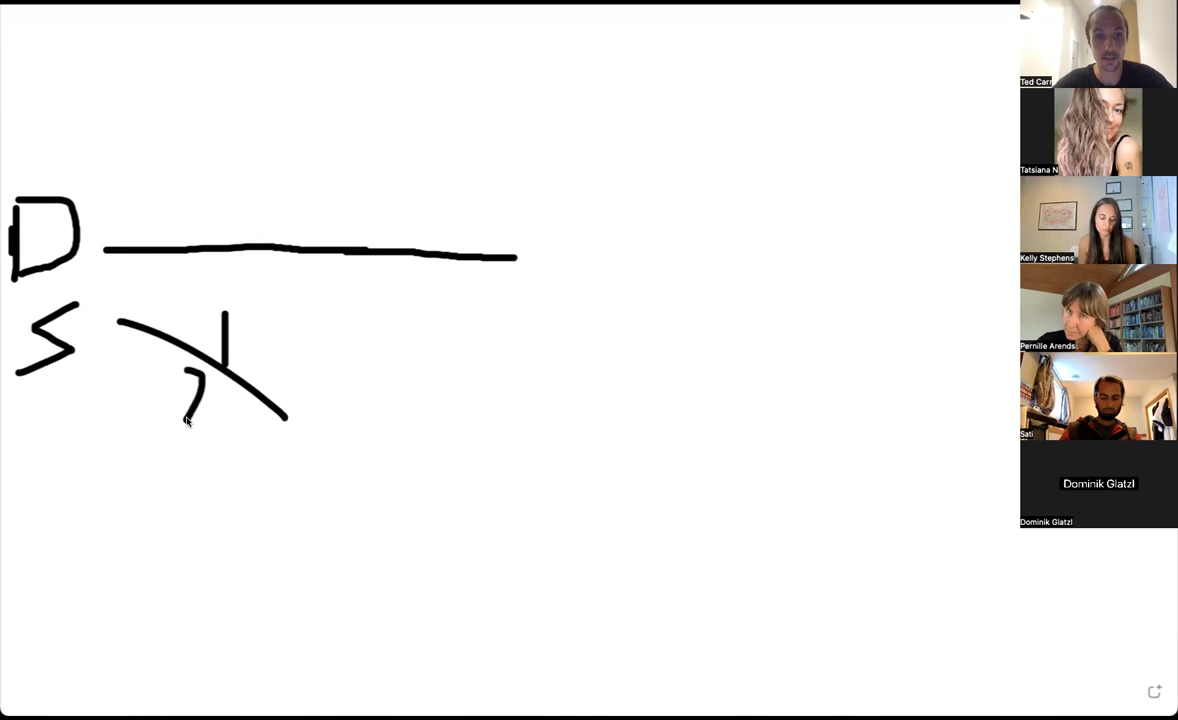 D
S
Ted Carr
Tatsiana N
Kelly Stephens
Pernille Arends
Sati
Dominik Glatzl
Dominik Glatzl